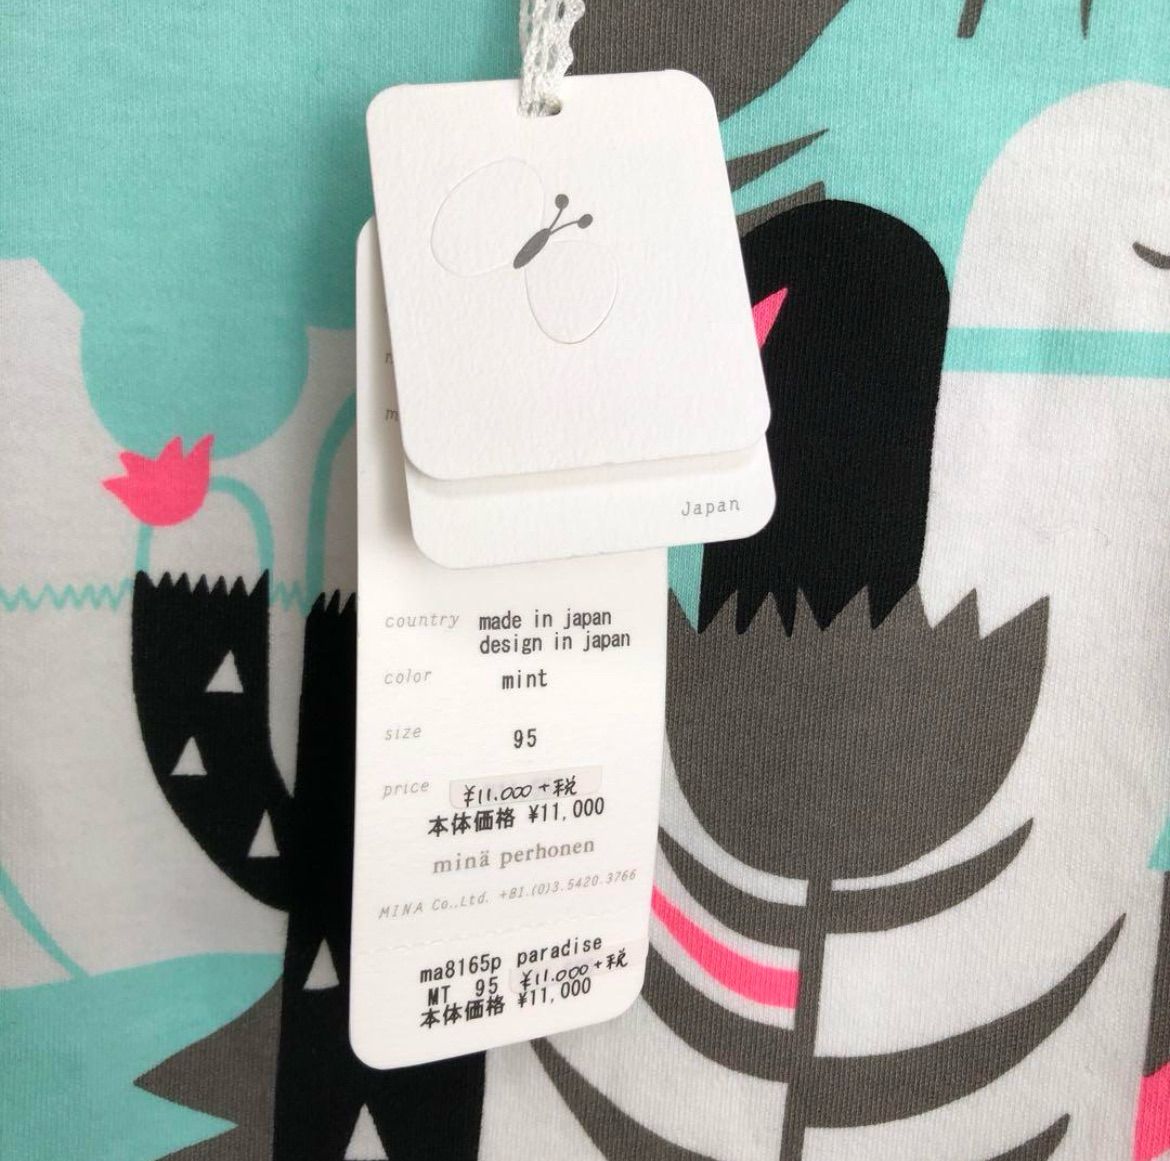 Japan
country made in japan
design in japan
color mint
size 95
price ¥11.000+税
本体価格 ¥11,000
minä perhonen
MINA Co.,Ltd. +81.(0)3.5420.3766
ma8165p paradise
MT 95 ¥11.000+税
本体価格 ¥11,000